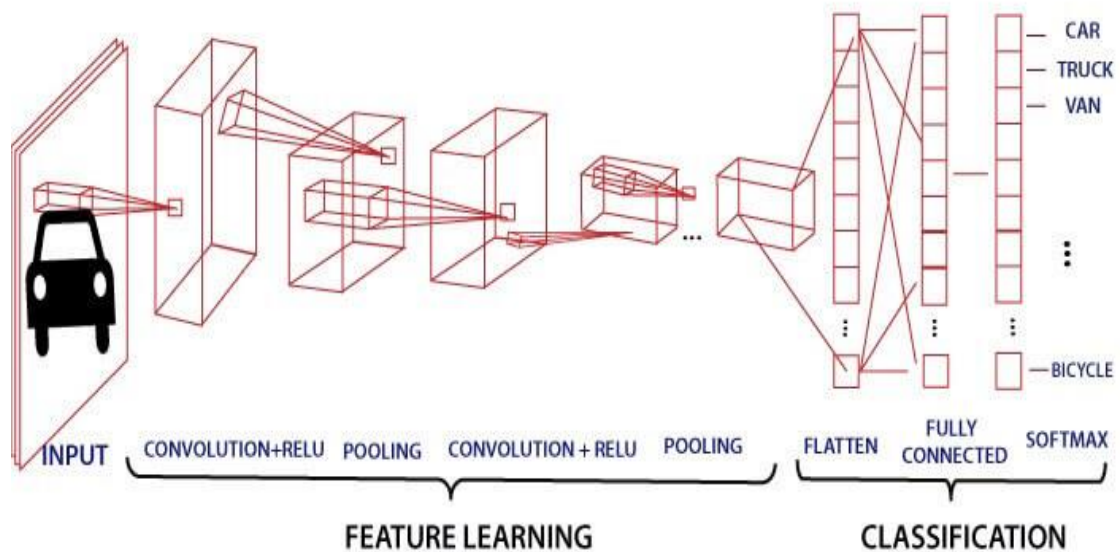 CAR
TRUCK
VAN
...
...
...
...
...
BICYCLE
INPUT
CONVOLUTION+RELU
POOLING
CONVOLUTION + RELU
POOLING
FLATTEN
FULLY
CONNECTED
SOFTMAX
FEATURE LEARNING
CLASSIFICATION